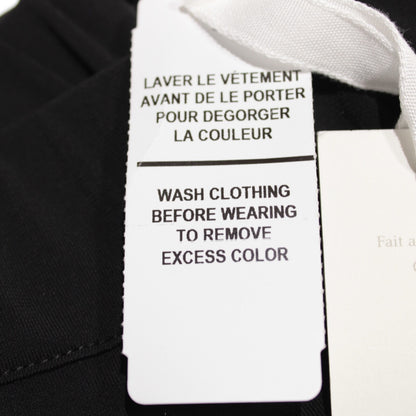 LAVER LE VÊTEMENT
AVANT DE LE PORTER
POUR DEGORGER
LA COULEUR
WASH CLOTHING
BEFORE WEARING
TO REMOVE
EXCESS COLOR
Fait a